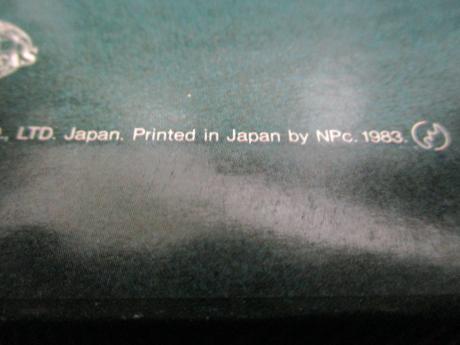 ., LTD. Japan. Printed in Japan by NPc. 1983.